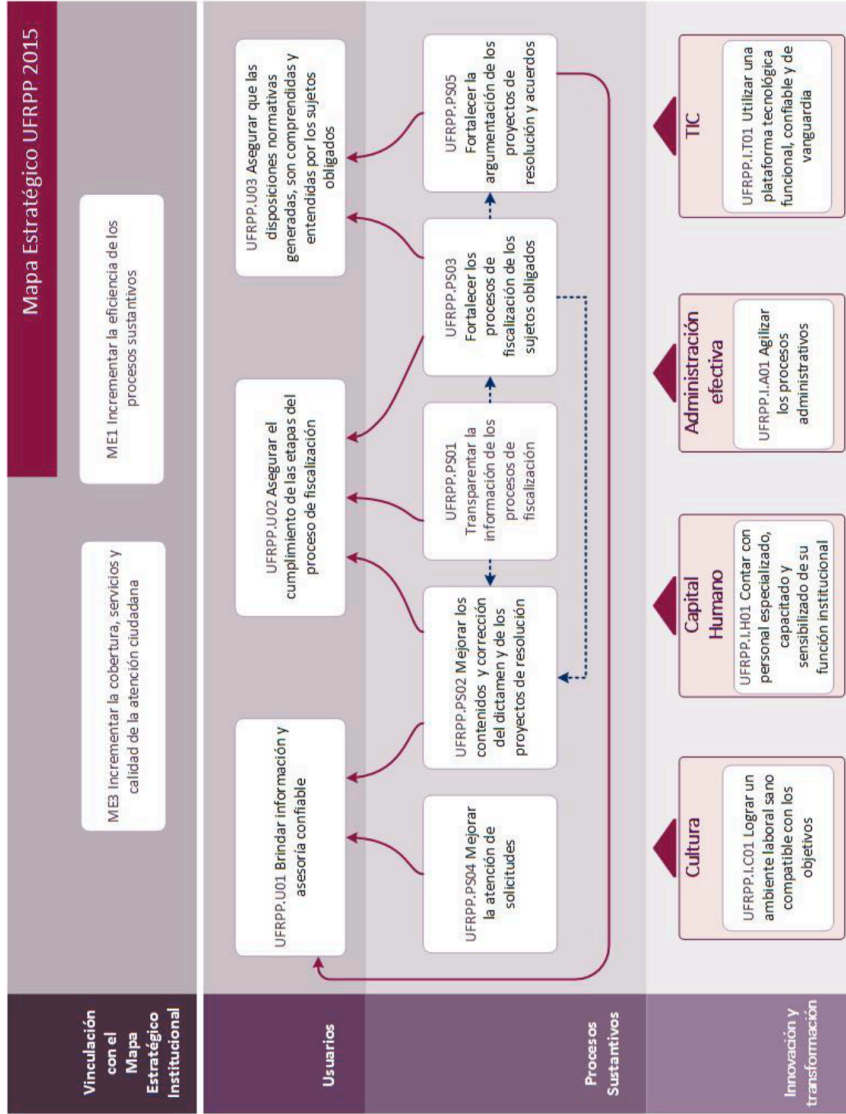 Mapa Estratégico UFRPP 2015
Vinculación
con el
Mapa
Estratégico
Institucional
ME3 Incrementar la cobertura, servicios y
calidad de la atención ciudadana
ME1 Incrementar la eficiencia de los
procesos sustantivos
Usuarios
UFRPP.U01 Brindar información y
asesoría confiable
UFRPP.U02 Asegurar el
cumplimiento de las etapas del
proceso de fiscalización
UFRPP.U03 Asegurar que las
disposiciones normativas
generadas, son comprendidas y
entendidas por los sujetos
obligados
Procesos
Sustantivos
UFRPP.PS04 Mejorar
la atención de
solicitudes
UFRPP.PS02 Mejorar los
contenidos y corrección
del dictamen y de los
proyectos de resolución
UFRPP.PS01
Transparentar la
información de los
procesos de
fiscalización
UFRPP.PS03
Fortalecer los
procesos de
fiscalización de los
sujetos obligados
UFRPP.PS05
Fortalecer la
argumentación de los
proyectos de
resolución y acuerdos
Innovación y
transformación
Cultura
UFRPP.I.C01 Lograr un
ambiente laboral sano
compatible con los
objetivos
Capital
Humano
UFRPP.I.H01 Contar con
personal especializado,
capacitado y
sensibilizado de su
función institucional
Administración
efectiva
UFRPP.I.A01 Agilizar
los procesos
administrativos
TIC
UFRPP.I.T01 Utilizar una
plataforma tecnológica
funcional, confiable y de
vanguardia